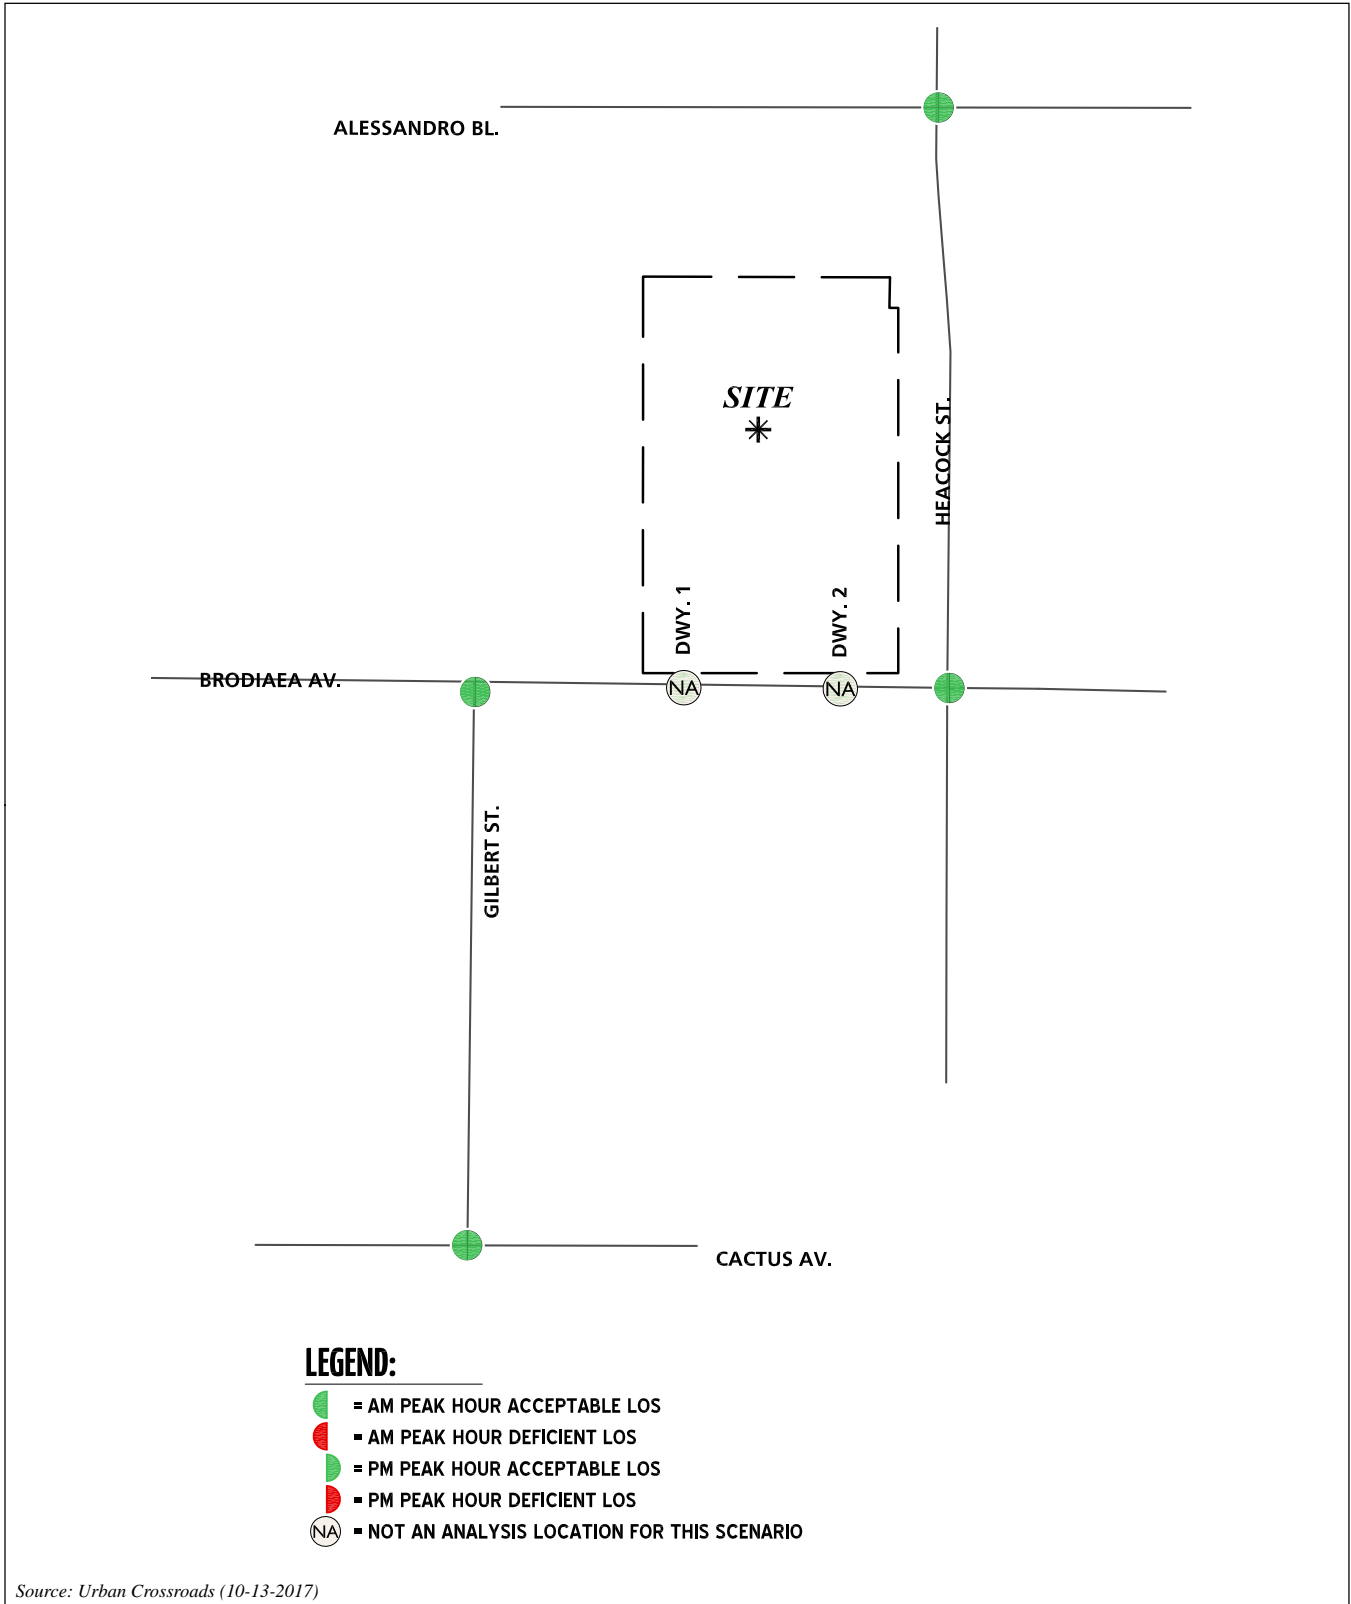 ALESSANDRO BL.
SITE
HEACOCK ST.
DWY. 1
DWY. 2
BRODIAEA AV.
NA
NA
GILBERT ST.
CACTUS AV.
LEGEND:
= AM PEAK HOUR ACCEPTABLE LOS
= AM PEAK HOUR DEFICIENT LOS
= PM PEAK HOUR ACCEPTABLE LOS
= PM PEAK HOUR DEFICIENT LOS
NA = NOT AN ANALYSIS LOCATION FOR THIS SCENARIO
Source: Urban Crossroads (10-13-2017)